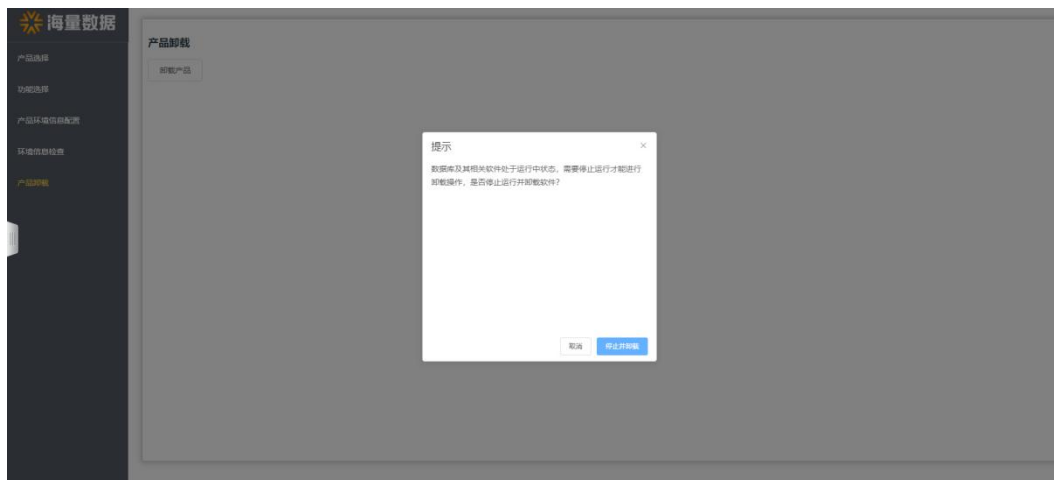 海量数据
产品选择
功能选择
产品环境信息配置
环境信息检查
产品卸载
产品卸载
卸载产品
提示
数据库及其相关软件处于运行中状态，需要停止运行才能进行
卸载操作，是否停止运行并卸载软件？
取消
停止并卸载